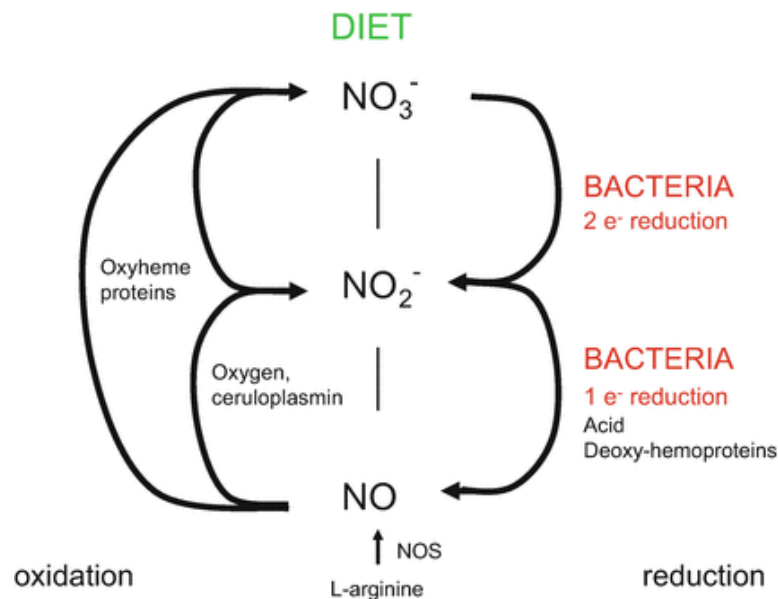 DIET
NO₃⁻
BACTERIA
2 e⁻ reduction
Oxyheme
proteins
NO₂⁻
Oxygen,
ceruloplasmin
BACTERIA
1 e⁻ reduction
Acid
Deoxy-hemoproteins
NO
NOS
L-arginine
oxidation
reduction